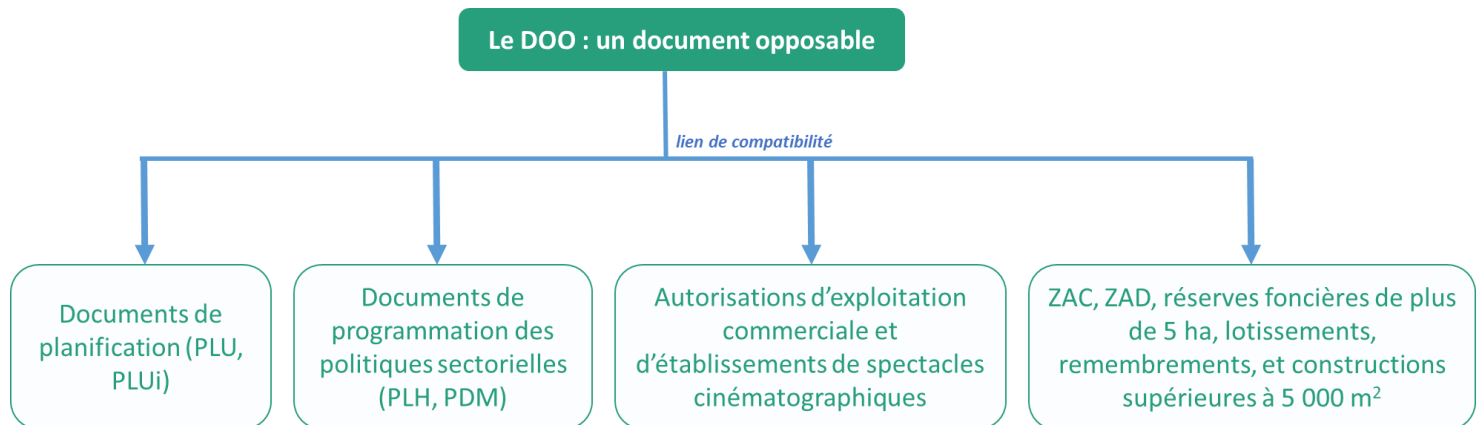 Le DOO : un document opposable
lien de compatibilité
Documents de
planification (PLU,
PLUi)
Documents de
programmation des
politiques sectorielles
(PLH, PDM)
Autorisations d’exploitation
commerciale et
d’établissements de spectacles
cinématographiques
ZAC, ZAD, réserves foncières de plus
de 5 ha, lotissements,
remembrements, et constructions
supérieures à 5 000 m²